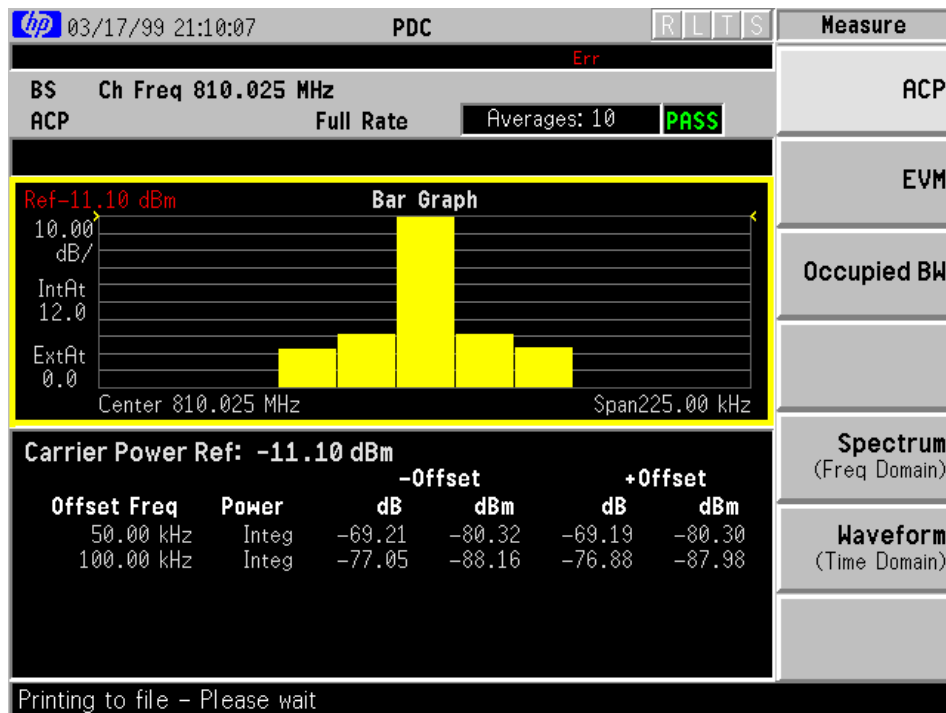 hp 03/17/99 21:10:07 PDC R L T S Measure
Err
BS Ch Freq 810.025 MHz
ACP Full Rate Averages: 10 PASS
ACP
EVM
Occupied BW
Spectrum
(Freq Domain)
Waveform
(Time Domain)
Ref-11.10 dBm Bar Graph
10.00
dB/
IntAt
12.0
ExtAt
0.0
Center 810.025 MHz Span225.00 kHz
Carrier Power Ref: -11.10 dBm
-Offset +Offset
Offset Freq Power dB dBm dB dBm
50.00 kHz Integ -69.21 -80.32 -69.19 -80.30
100.00 kHz Integ -77.05 -88.16 -76.88 -87.98
Printing to file - Please wait